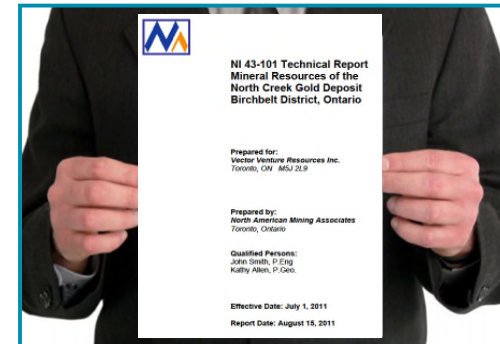 NI 43-101 Technical Report
Mineral Resources of the
North Creek Gold Deposit
Birchbelt District, Ontario
Prepared for:
Vector Venture Resources Inc.
Toronto, ON M5J 2L9
Prepared by:
North American Mining Associates
Toronto, Ontario
Qualified Persons:
John Smith, P.Eng
Kathy Allen, P.Geo.
Effective Date: July 1, 2011
Report Date: August 15, 2011